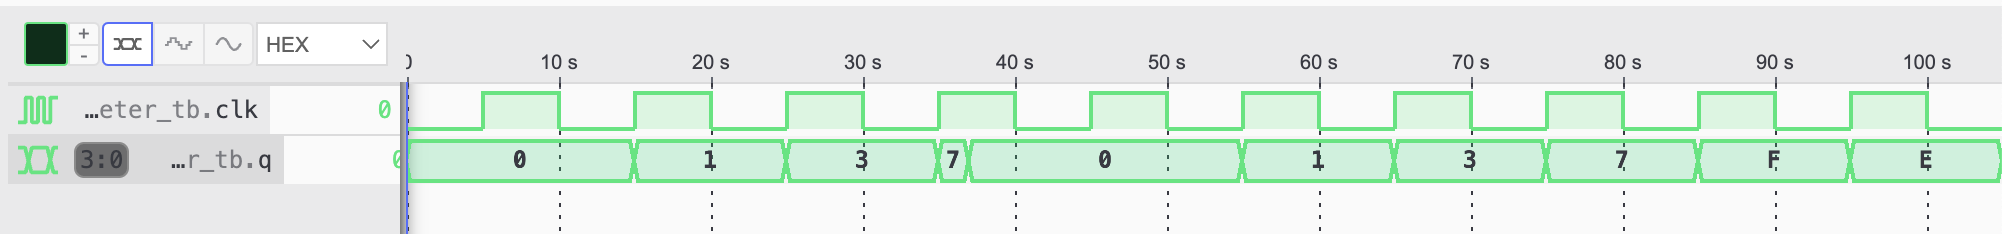 +
-
HEX
0 10 s 20 s 30 s 40 s 50 s 60 s 70 s 80 s 90 s 100 s
…eter_tb.clk 0
3:0 …r_tb.q 0 0 1 3 7 0 1 3 7 F E